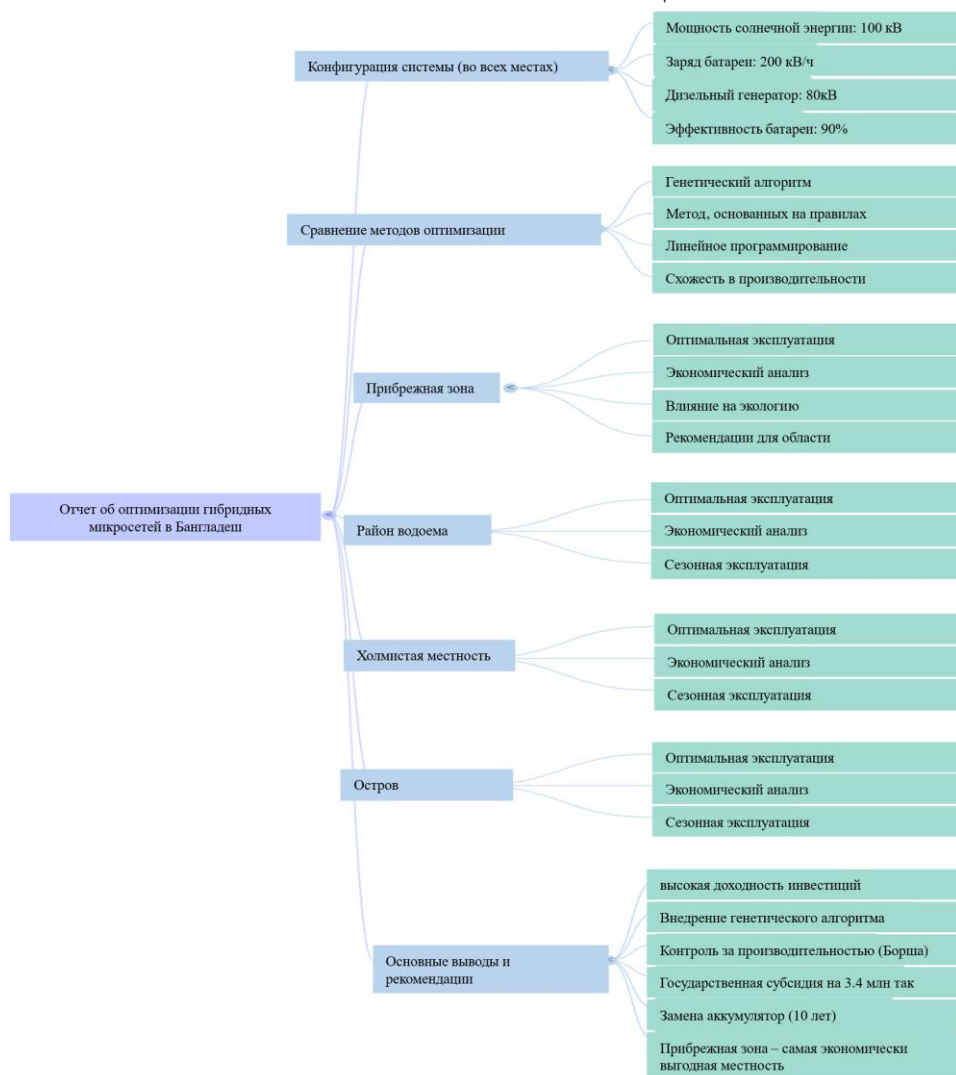 Мощность солнечной энергии: 100 кВ
Конфигурация системы (во всех местах)
Заряд батареи: 200 кВ/ч
Дизельный генератор: 80кВ
Эффективность батареи: 90%
Генетический алгоритм
Сравнение методов оптимизации
Метод, основанных на правилах
Линейное программирование
Схожесть в производительности
Прибрежная зона
Оптимальная эксплуатация
Экономический анализ
Влияние на экологию
Рекомендации для области
Отчет об оптимизации гибридных
микросетей в Бангладеш
Район водоема
Оптимальная эксплуатация
Экономический анализ
Сезонная эксплуатация
Холмистая местность
Оптимальная эксплуатация
Экономический анализ
Сезонная эксплуатация
Остров
Оптимальная эксплуатация
Экономический анализ
Сезонная эксплуатация
Основные выводы и
рекомендации
высокая доходность инвестиций
Внедрение генетического алгоритма
Контроль за производительностью (Борша)
Государственная субсидия на 3.4 млн так
Замена аккумулятор (10 лет)
Прибрежная зона – самая экономически
выгодная местность